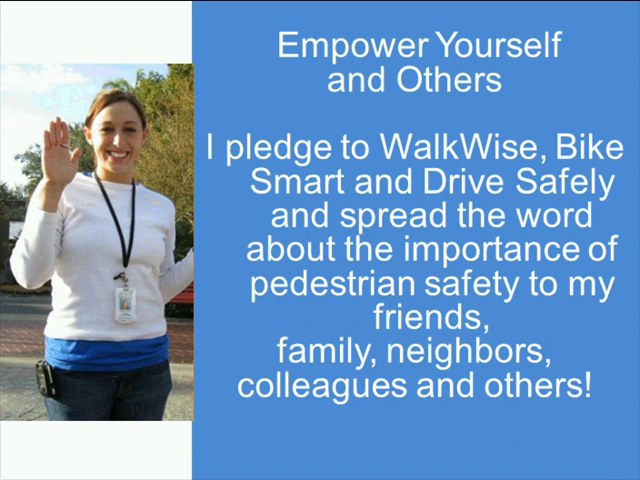 Empower Yourself
and Others
I pledge to WalkWise, Bike
Smart and Drive Safely
and spread the word
about the importance of
pedestrian safety to my
friends,
family, neighbors,
colleagues and others!